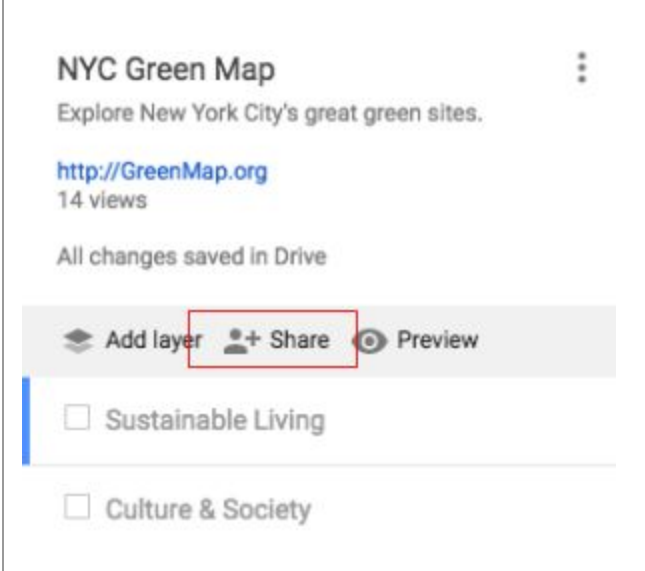 NYC Green Map
Explore New York City's great green sites.
http://GreenMap.org
14 views
All changes saved in Drive
Add layer Share Preview
Sustainable Living
Culture & Society